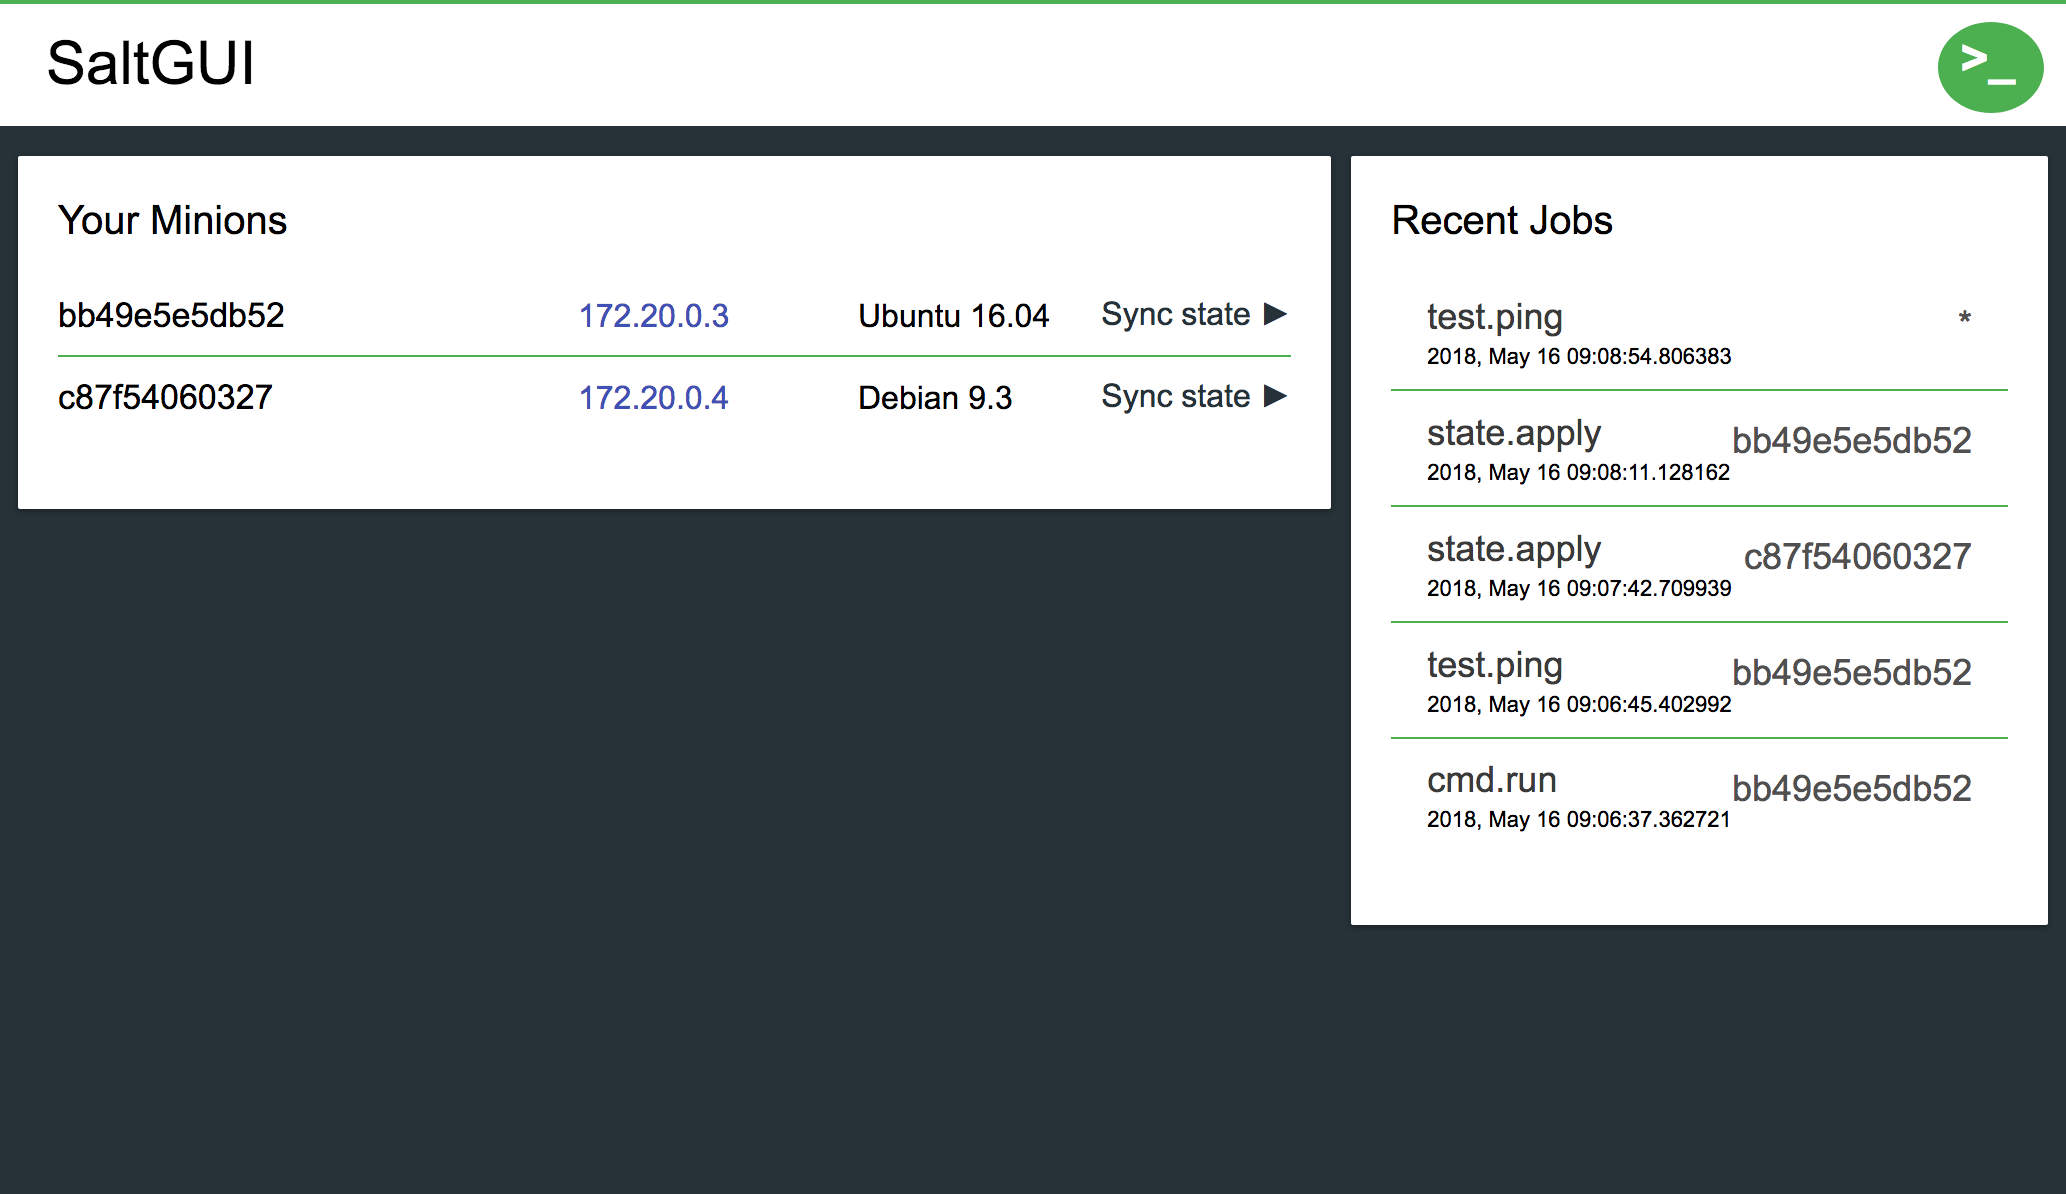 SaltGUI
>_
Your Minions
bb49e5e5db52 172.20.0.3 Ubuntu 16.04 Sync state ▶
c87f54060327 172.20.0.4 Debian 9.3 Sync state ▶
Recent Jobs
test.ping *
2018, May 16 09:08:54.806383
state.apply bb49e5e5db52
2018, May 16 09:08:11.128162
state.apply c87f54060327
2018, May 16 09:07:42.709939
test.ping bb49e5e5db52
2018, May 16 09:06:45.402992
cmd.run bb49e5e5db52
2018, May 16 09:06:37.362721